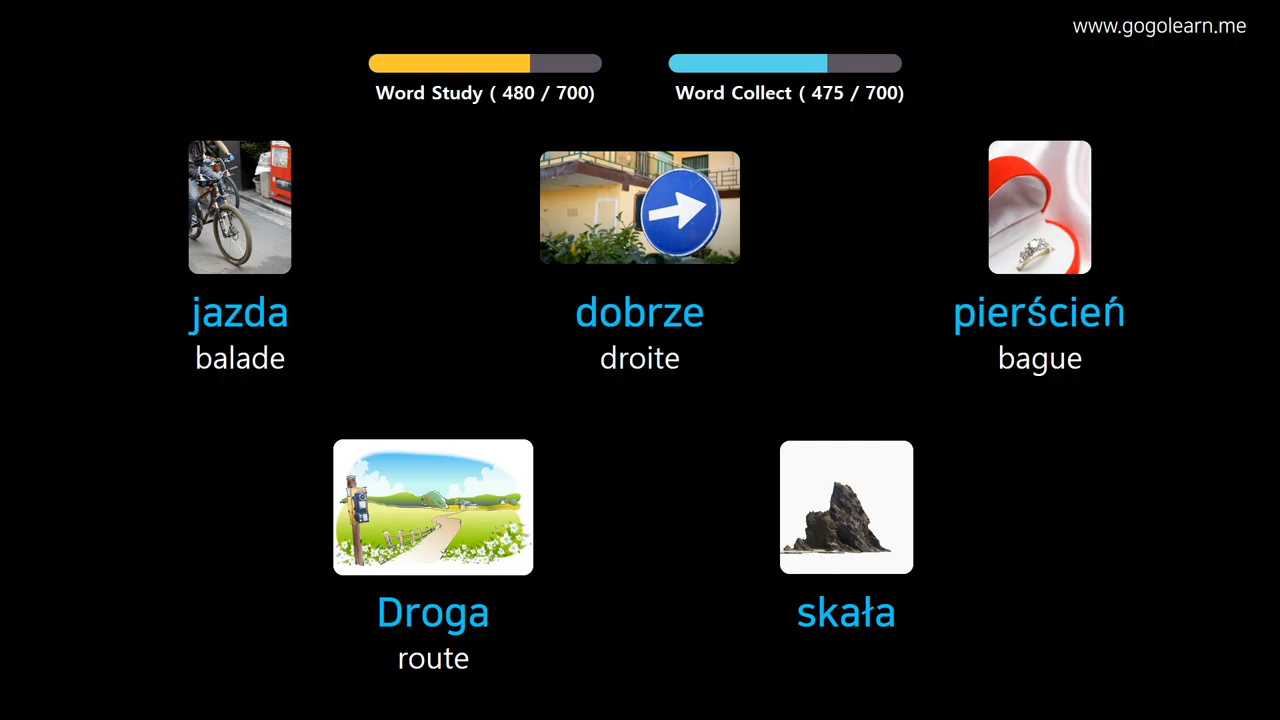 www.gogolearn.me
Word Study ( 480 / 700)
Word Collect ( 475 / 700)
jazda
balade
dobrze
droite
pierścień
bague
Droga
route
skała